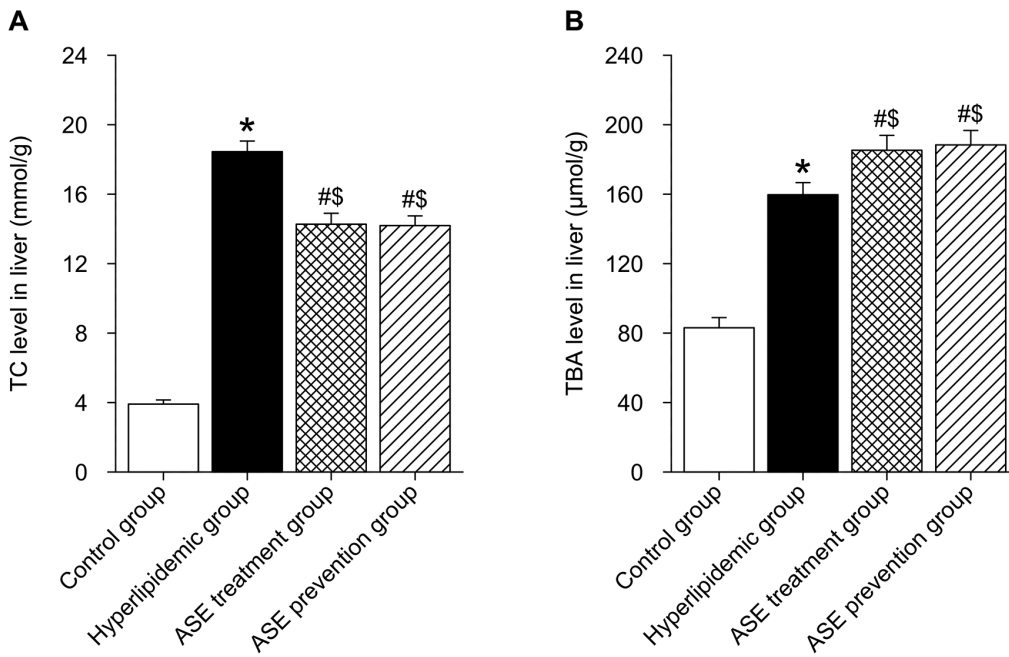 A
TC level in liver (mmol/g)
24
20
16
12
8
4
0
*
#$
#$
Control group
Hyperlipidemic group
ASE treatment group
ASE prevention group
B
TBA level in liver (μmol/g)
240
200
160
120
80
40
0
*
#$
#$
Control group
Hyperlipidemic group
ASE treatment group
ASE prevention group